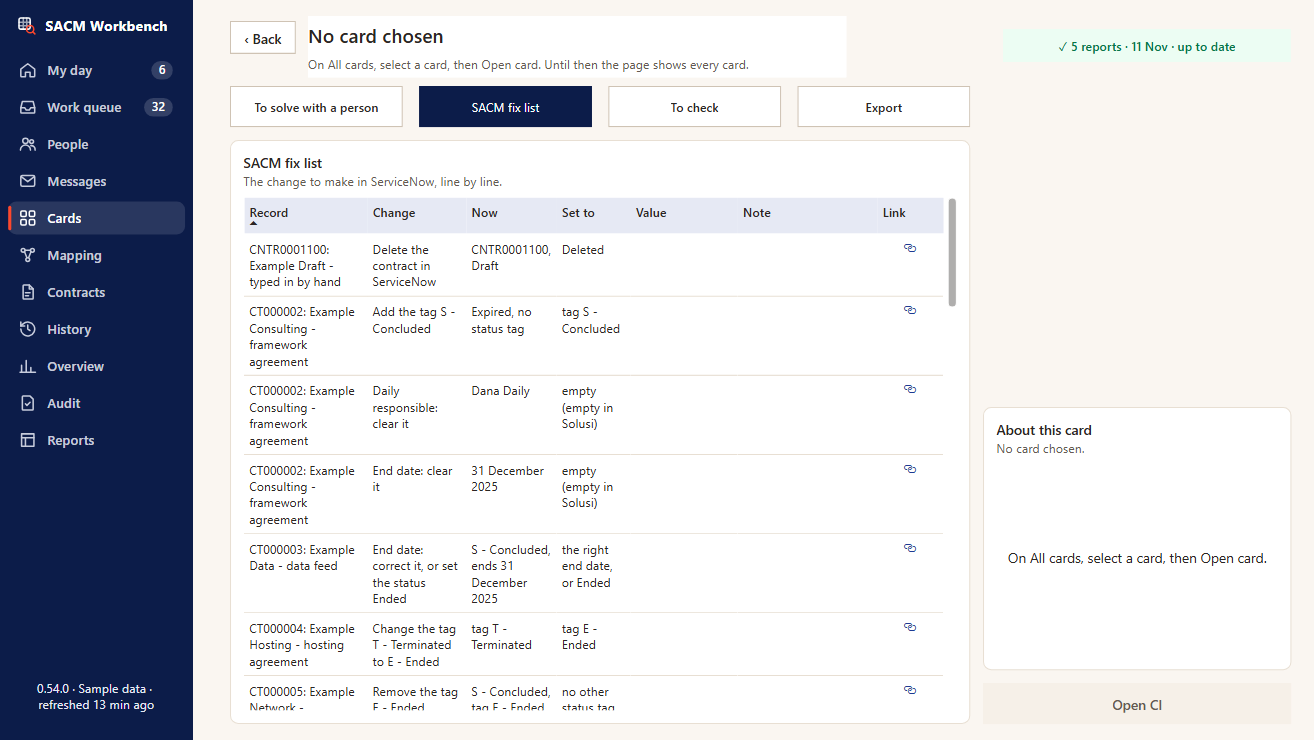 SACM Workbench
My day 6
Work queue 32
People
Messages
Cards
Mapping
Contracts
History
Overview
Audit
Reports
0.54.0 · Sample data ·
refreshed 13 min ago
‹ Back
No card chosen
On All cards, select a card, then Open card. Until then the page shows every card.
✓ 5 reports · 11 Nov · up to date
To solve with a person
SACM fix list
To check
Export
SACM fix list
The change to make in ServiceNow, line by line.
Record Change Now Set to Value Note Link
CNTR0001100: Delete the CNTR0001100, Deleted
Example Draft - contract in Draft
typed in by hand ServiceNow
CT000002: Example Add the tag S - Expired, no tag S -
Consulting - Concluded status tag Concluded
framework
agreement
CT000002: Example Daily Dana Daily empty
Consulting - responsible: (empty in
framework clear it Solusi)
agreement
CT000002: Example End date: clear 31 December empty
Consulting - it 2025 (empty in
framework Solusi)
agreement
CT000003: Example End date: S - Concluded, the right
Data - data feed correct it, or set ends 31 end date,
the status December or Ended
Ended 2025
CT000004: Example Change the tag tag T - tag E -
Hosting - hosting T - Terminated Terminated Ended
agreement to E - Ended
CT000005: Example Remove the tag S - Concluded, no other
Network - E - Ended tag E - Ended status tag
About this card
No card chosen.
On All cards, select a card, then Open card.
Open CI